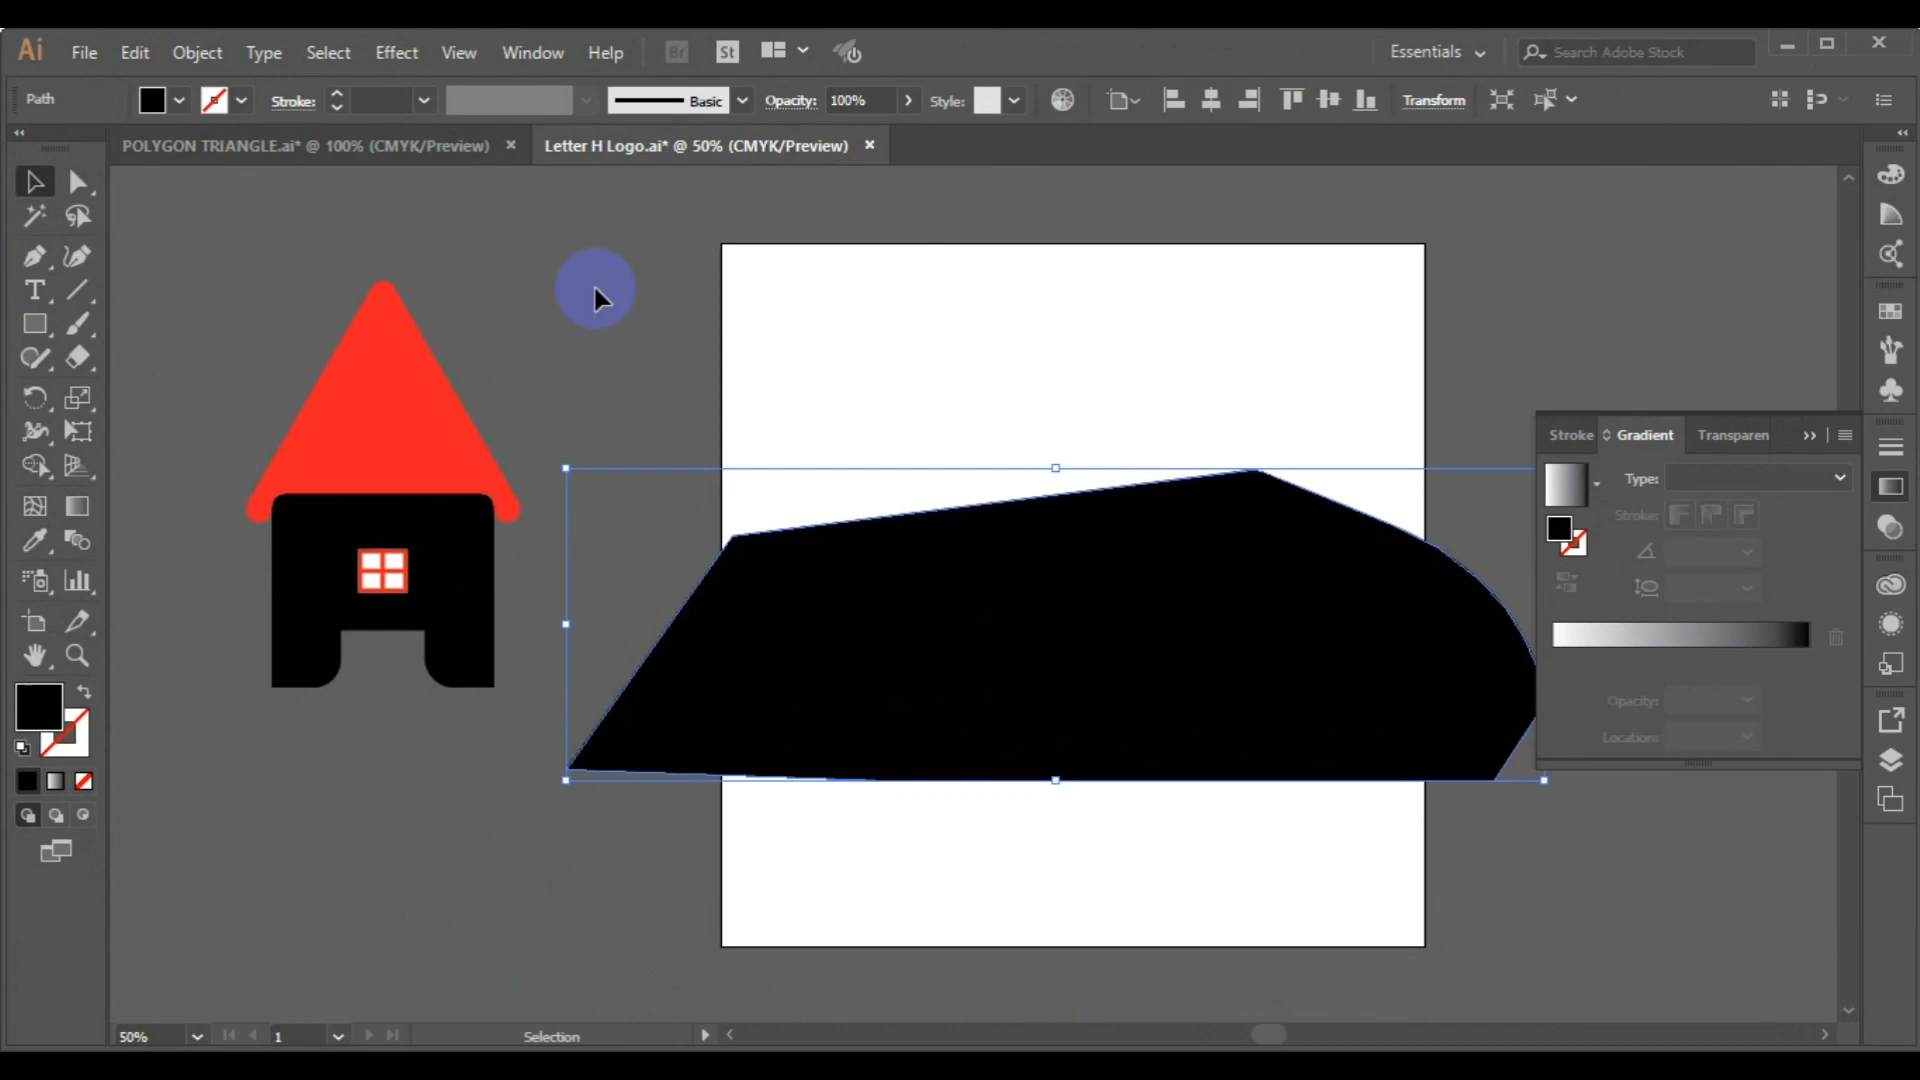 Ai File Edit Object Type Select Effect View Window Help Br St Essentials Search Adobe Stock
Path Stroke: Basic Opacity: 100% Style: Transform
POLYGON TRIANGLE.ai* @ 100% (CMYK/Preview) Letter H Logo.ai* @ 50% (CMYK/Preview)
Stroke Gradient Transparen
Type:
Stroke:
Opacity:
Location:
50% 1 Selection